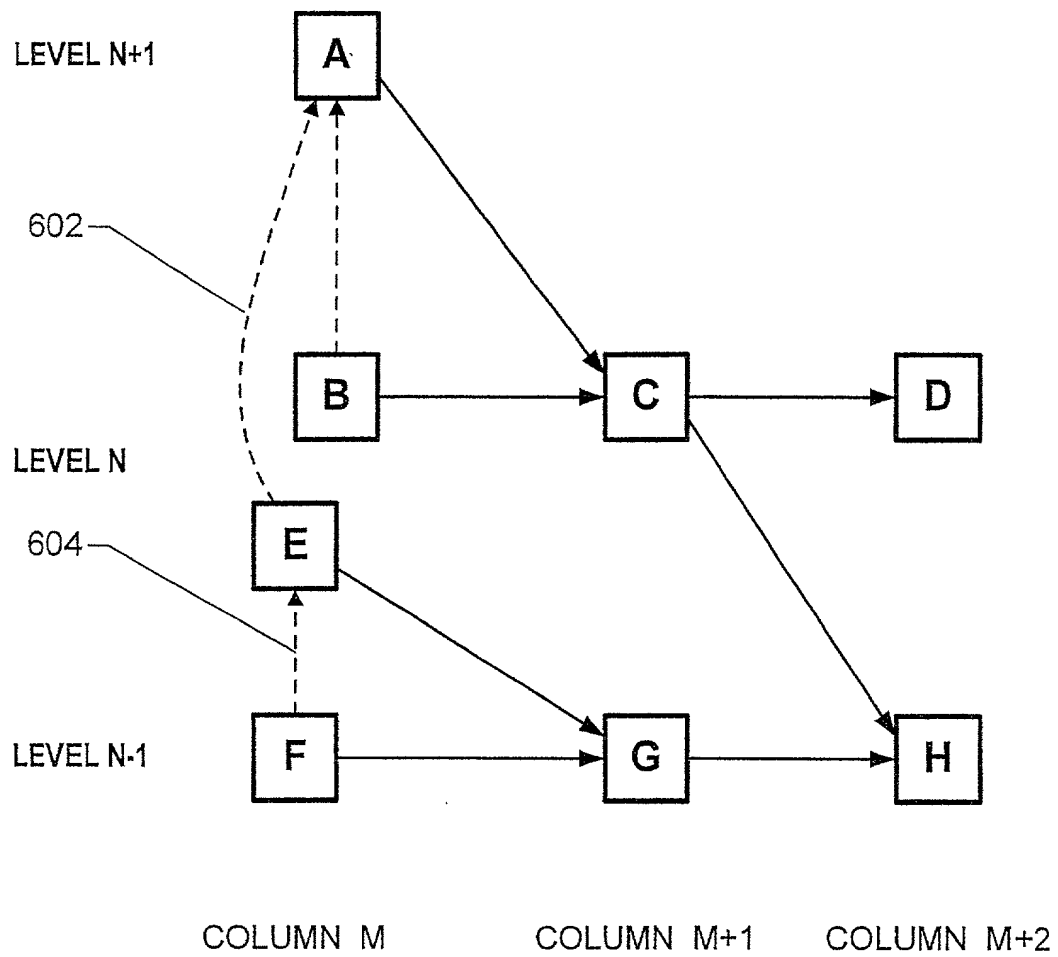 LEVEL N+1
A
602
B
C
D
LEVEL N
E
604
LEVEL N-1
F
G
H
COLUMN M
COLUMN M+1
COLUMN M+2